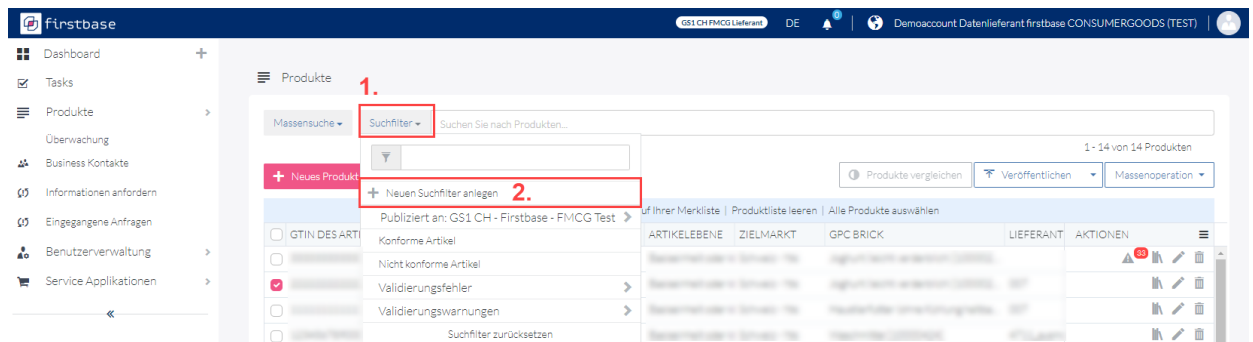 firstbase
GS1 CH FMCG Lieferant DE 0 Demoaccount Datenlieferant firstbase CONSUMERGOODS (TEST)
Dashboard
Tasks
Produkte
Überwachung
Business Kontakte
Informationen anfordern
Eingegangene Anfragen
Benutzerverwaltung
Service Applikationen
«
Produkte
1.
Massensuche Suchfilter Suchen Sie nach Produkten...
1 - 14 von 14 Produkten
Neues Produkt
Produkte vergleichen Veröffentlichen Massenoperation
Neuen Suchfilter anlegen 2.
Publiziert an: GS1 CH - Firstbase - FMCG Test
Konforme Artikel
Nicht konforme Artikel
Validierungsfehler
Validierungswarnungen
Suchfilter zurücksetzen
uf Ihrer Merkliste | Produktliste leeren | Alle Produkte auswählen
GTIN DES ARTI ARTIKELEBENE ZIELMARKT GPC BRICK LIEFERANT AKTIONEN
33